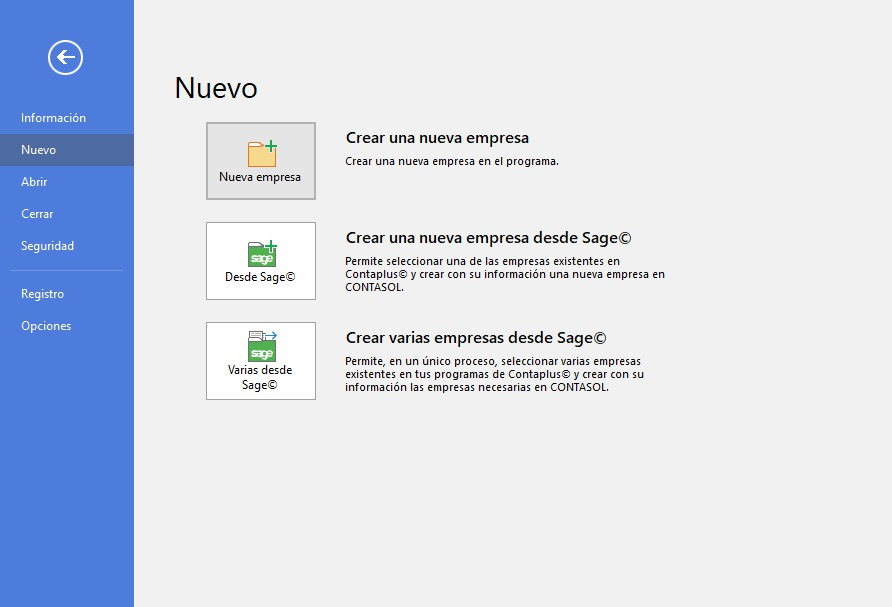 Información
Nuevo
Abrir
Cerrar
Seguridad
Registro
Opciones
Nuevo
Nueva empresa
Crear una nueva empresa
Crear una nueva empresa en el programa.
sage
Desde Sage©
Crear una nueva empresa desde Sage©
Permite seleccionar una de las empresas existentes en
Contaplus© y crear con su información una nueva empresa en
CONTASOL.
sage
Varias desde
Sage©
Crear varias empresas desde Sage©
Permite, en un único proceso, seleccionar varias empresas
existentes en tus programas de Contaplus© y crear con su
información las empresas necesarias en CONTASOL.